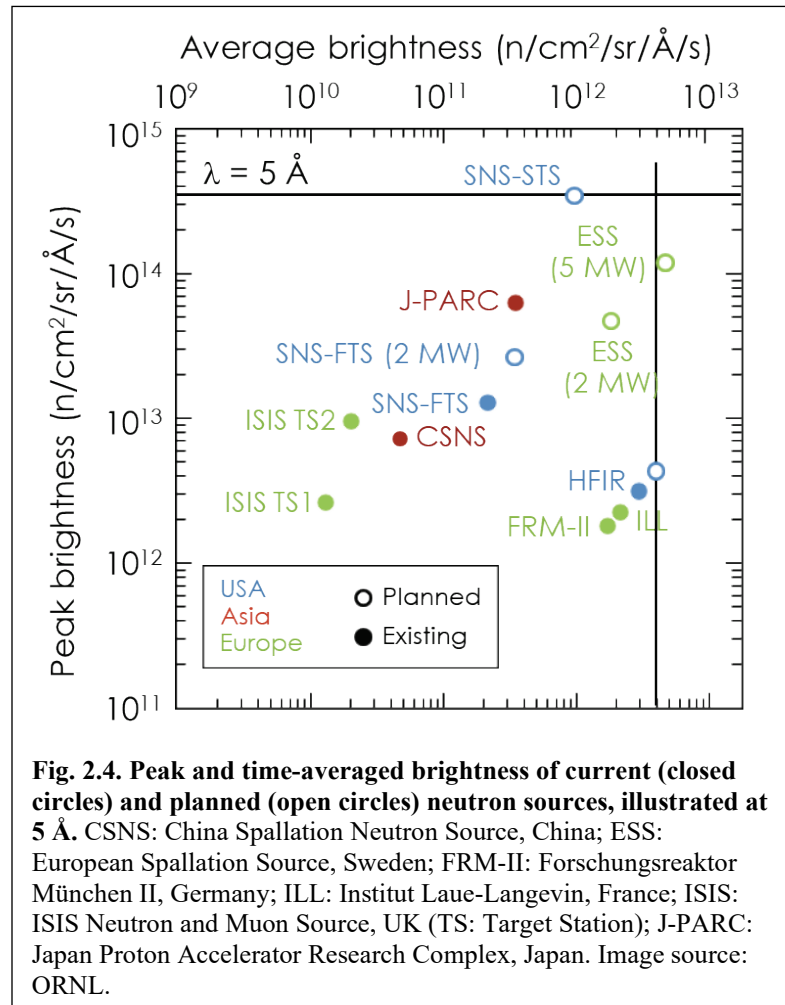 Average brightness (n/cm²/sr/Å/s)
10⁹ 10¹⁰ 10¹¹ 10¹² 10¹³
Peak brightness (n/cm²/sr/Å/s)
10¹⁵
λ = 5 Å
SNS-STS
ESS
(5 MW)
10¹⁴
J-PARC
SNS-FTS (2 MW)
ESS
(2 MW)
SNS-FTS
10¹³
ISIS TS2
CSNS
HFIR
ISIS TS1
FRM-II
ILL
10¹²
USA
Asia
Europe
Planned
Existing
10¹¹
Fig. 2.4. Peak and time-averaged brightness of current (closed
circles) and planned (open circles) neutron sources, illustrated at
5 Å. CSNS: China Spallation Neutron Source, China; ESS:
European Spallation Source, Sweden; FRM-II: Forschungsreaktor
München II, Germany; ILL: Institut Laue-Langevin, France; ISIS:
ISIS Neutron and Muon Source, UK (TS: Target Station); J-PARC:
Japan Proton Accelerator Research Complex, Japan. Image source:
ORNL.